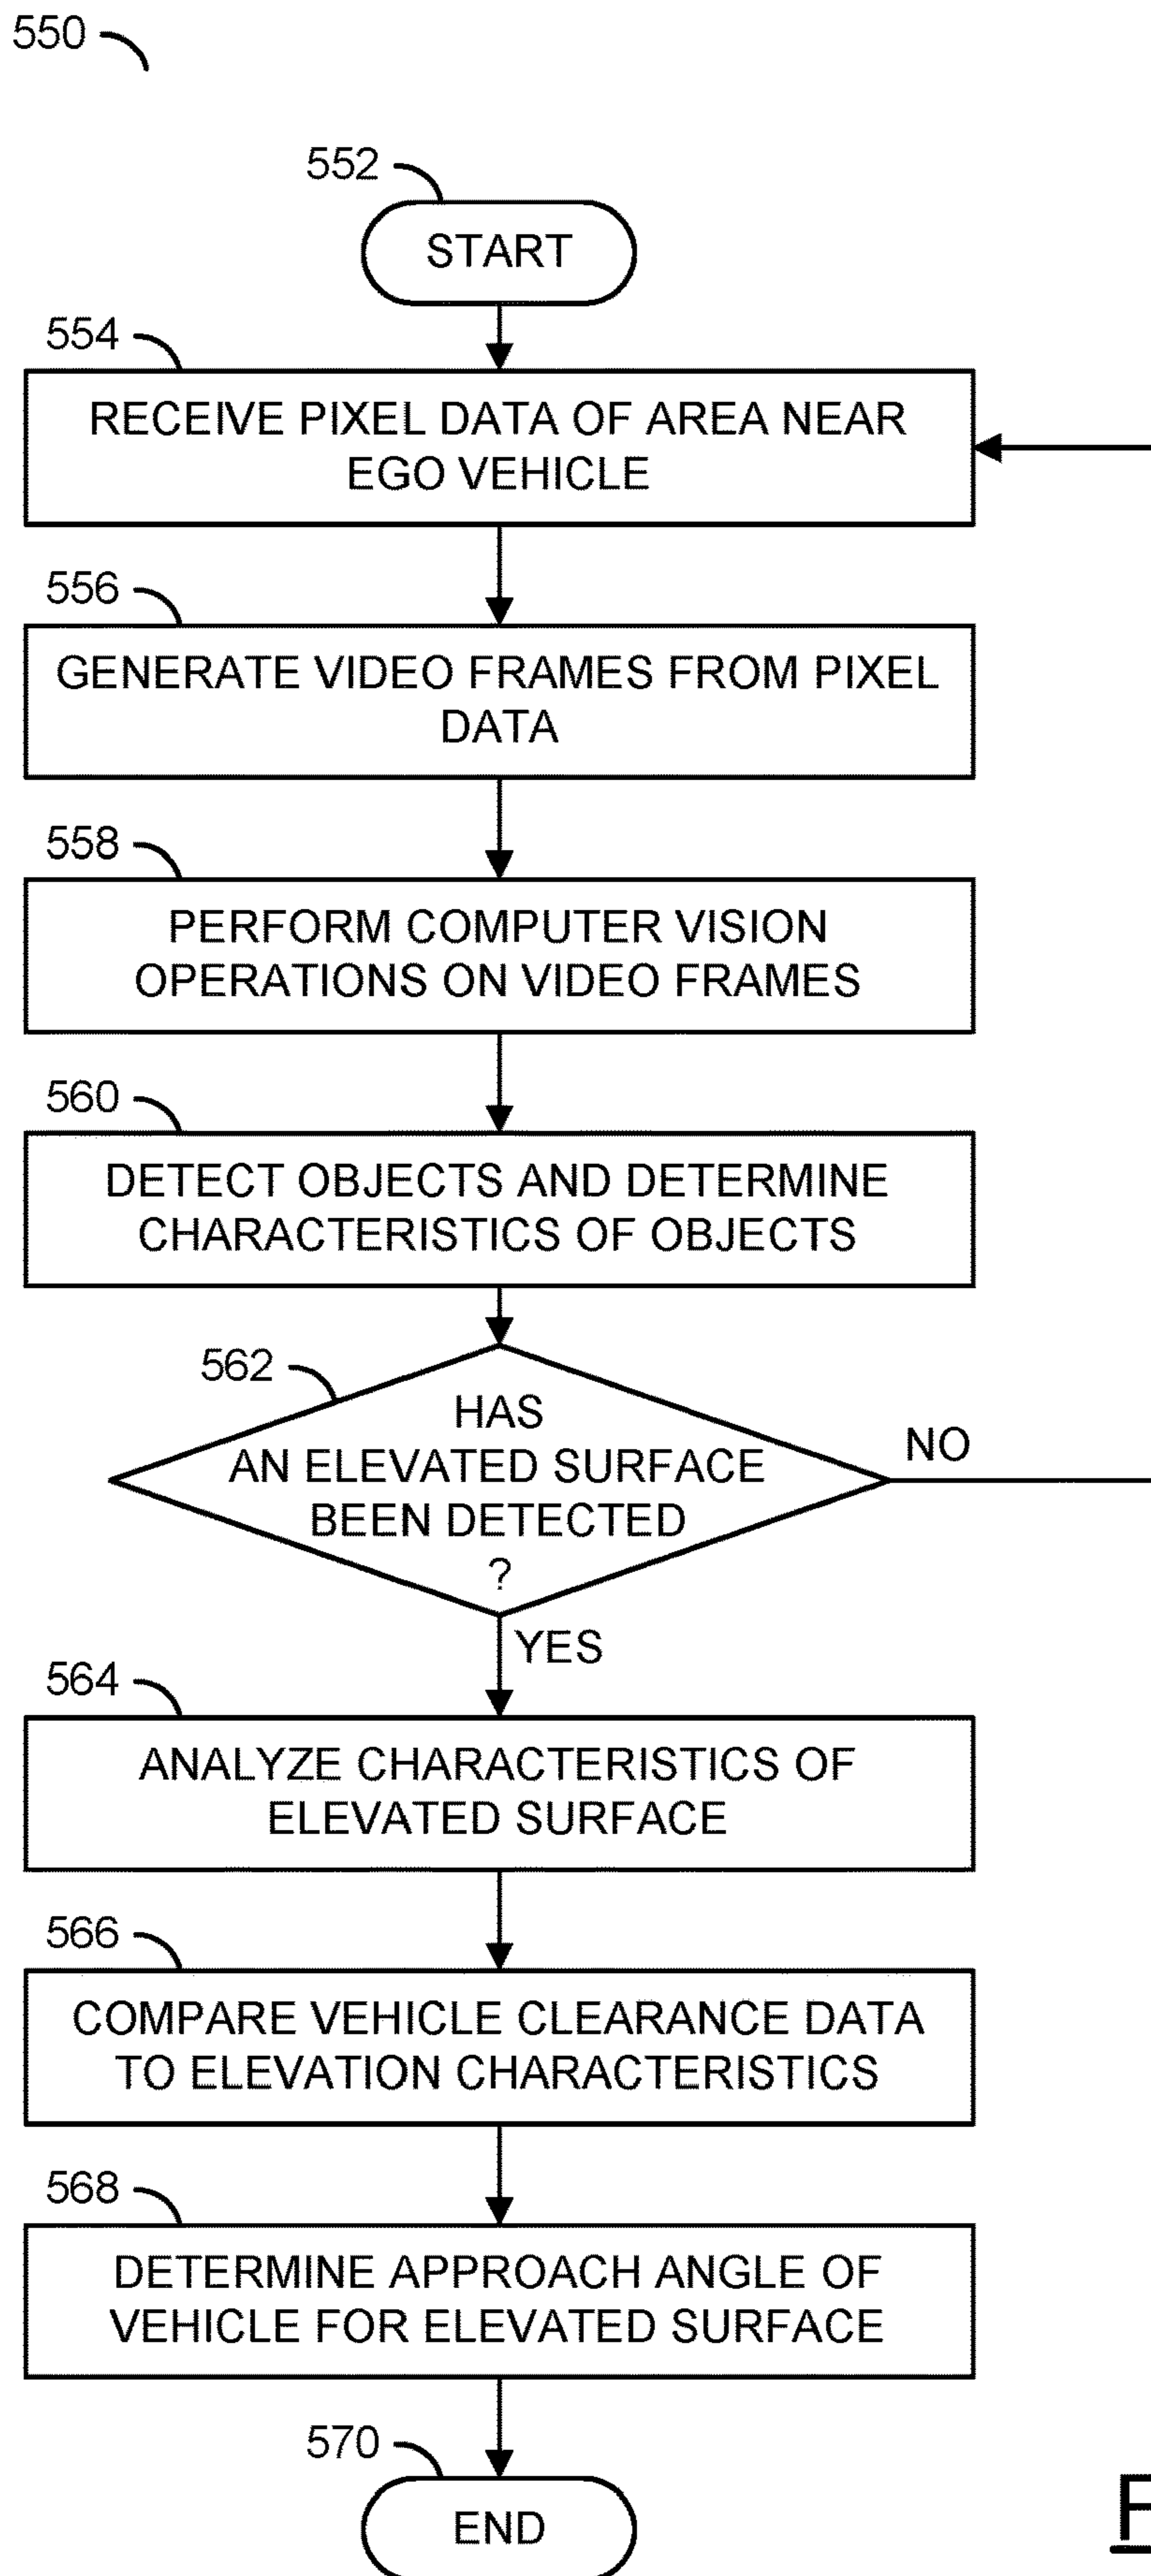 550
552
START
554
RECEIVE PIXEL DATA OF AREA NEAR
EGO VEHICLE
556
GENERATE VIDEO FRAMES FROM PIXEL
DATA
558
PERFORM COMPUTER VISION
OPERATIONS ON VIDEO FRAMES
560
DETECT OBJECTS AND DETERMINE
CHARACTERISTICS OF OBJECTS
562
HAS
AN ELEVATED SURFACE
BEEN DETECTED
?
NO
YES
564
ANALYZE CHARACTERISTICS OF
ELEVATED SURFACE
566
COMPARE VEHICLE CLEARANCE DATA
TO ELEVATION CHARACTERISTICS
568
DETERMINE APPROACH ANGLE OF
VEHICLE FOR ELEVATED SURFACE
570
END